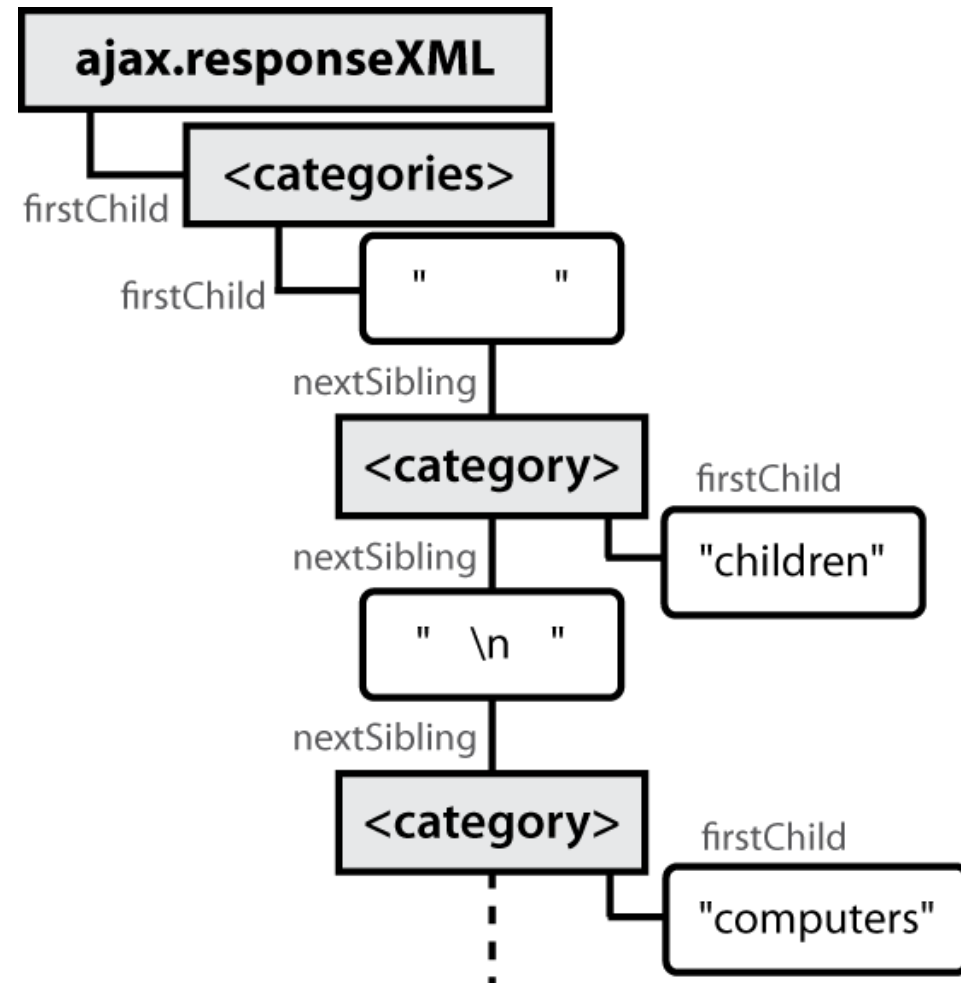 ajax.responseXML
<categories>
firstChild
firstChild
" "
nextSibling
<category>
firstChild
nextSibling
"children"
" \n "
nextSibling
<category>
firstChild
"computers"